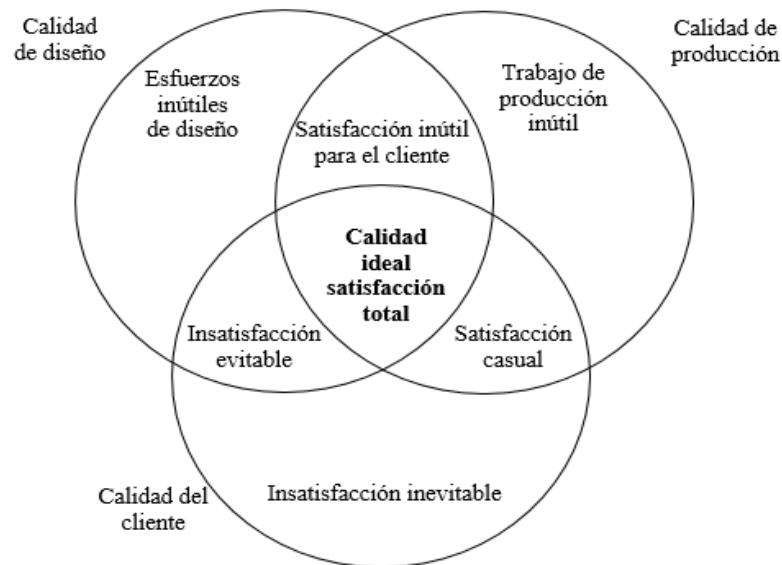 Calidad
de diseño
Calidad de
producción
Esfuerzos
inútiles
de diseño
Trabajo de
producción
inútil
Satisfacción inútil
para el cliente
Calidad
ideal
satisfacción
total
Insatisfacción
evitable
Satisfacción
casual
Calidad del
cliente
Insatisfacción inevitable